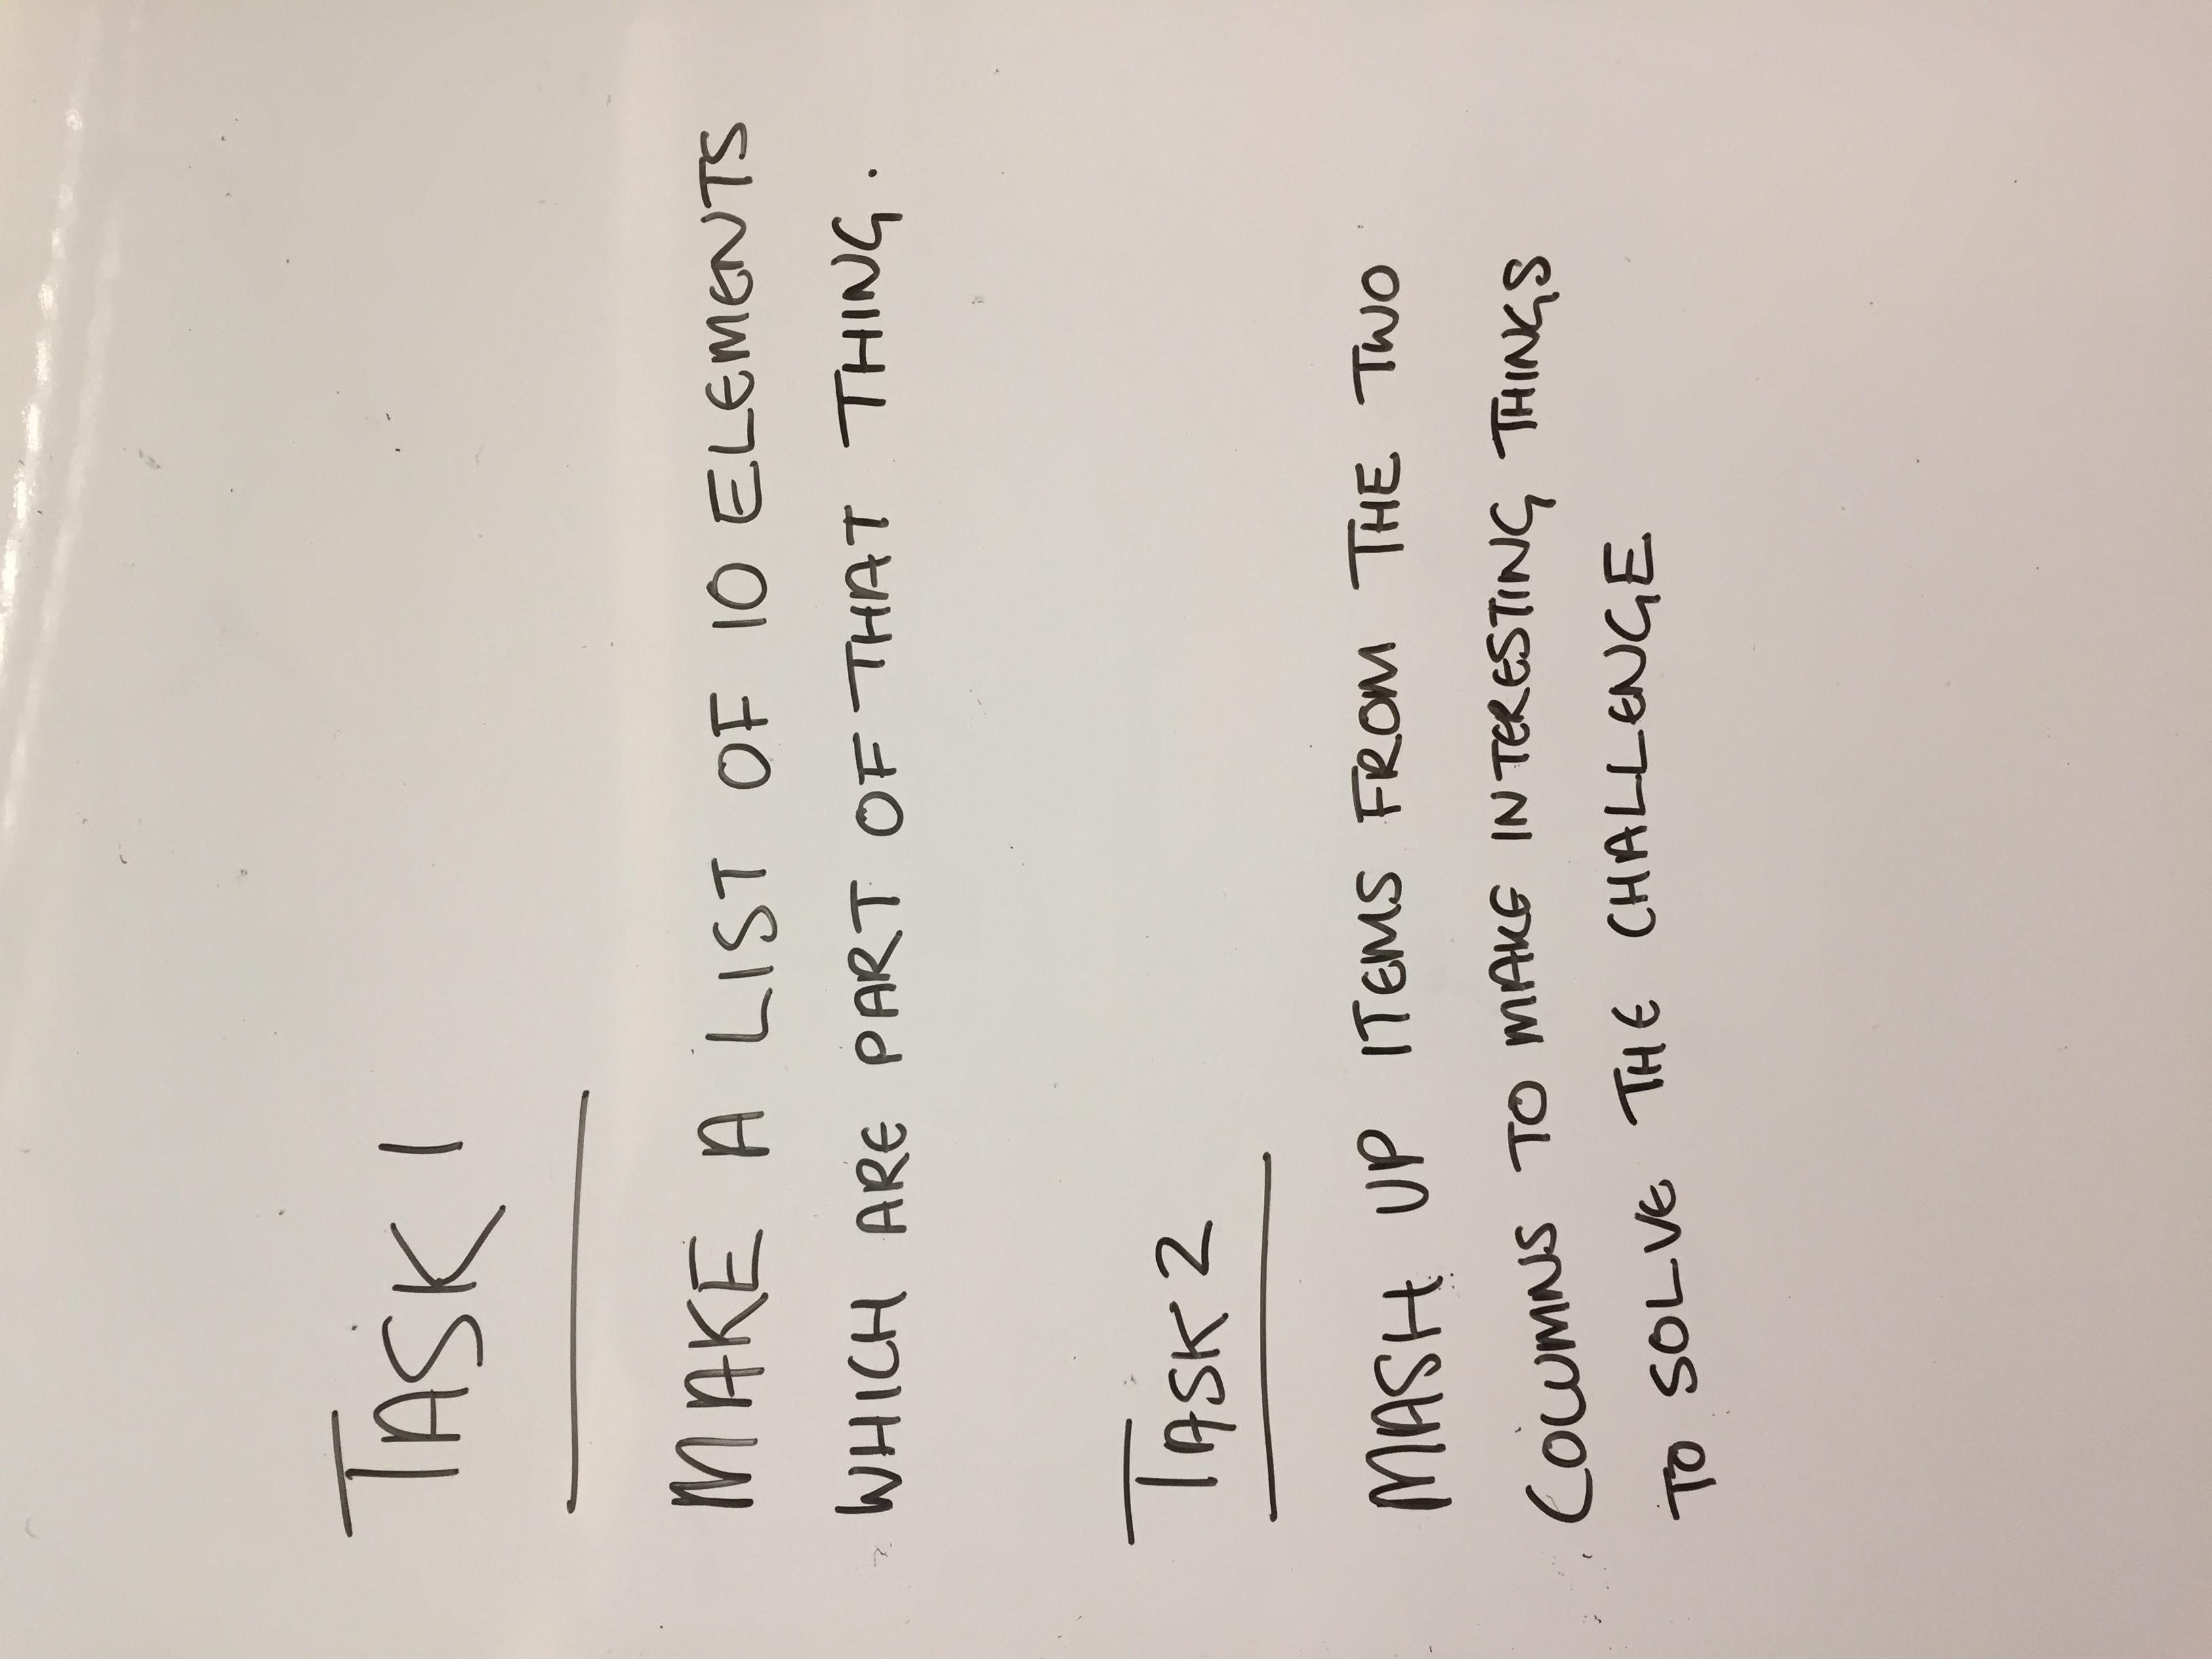 TASK 1
MAKE A LIST OF 10 ELEMENTS
WHICH ARE PART OF THAT THING.
TASK 2
MASH UP ITEMS FROM THE TWO
COLUMNS TO MAKE INTERESTING THINGS
TO SOLVE THE CHALLENGE